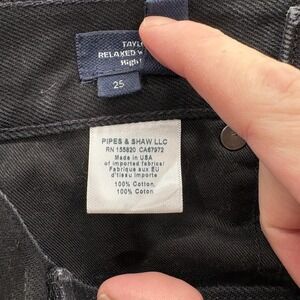 TAYL
RELAXED
High
25
PIPES & SHAW LLC
RN 155820 CA67972
Made in USA
of imported fabric/
Fabrique aux EU
d'tissu importe
100% Cotton
100% Coton